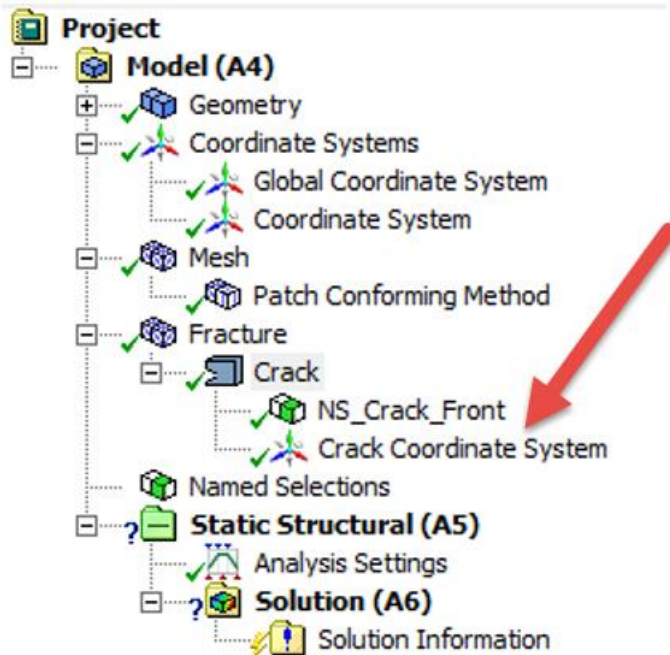 Project
Model (A4)
Geometry
Coordinate Systems
Global Coordinate System
Coordinate System
Mesh
Patch Conforming Method
Fracture
Crack
NS_Crack_Front
Crack Coordinate System
Named Selections
Static Structural (A5)
Analysis Settings
Solution (A6)
Solution Information